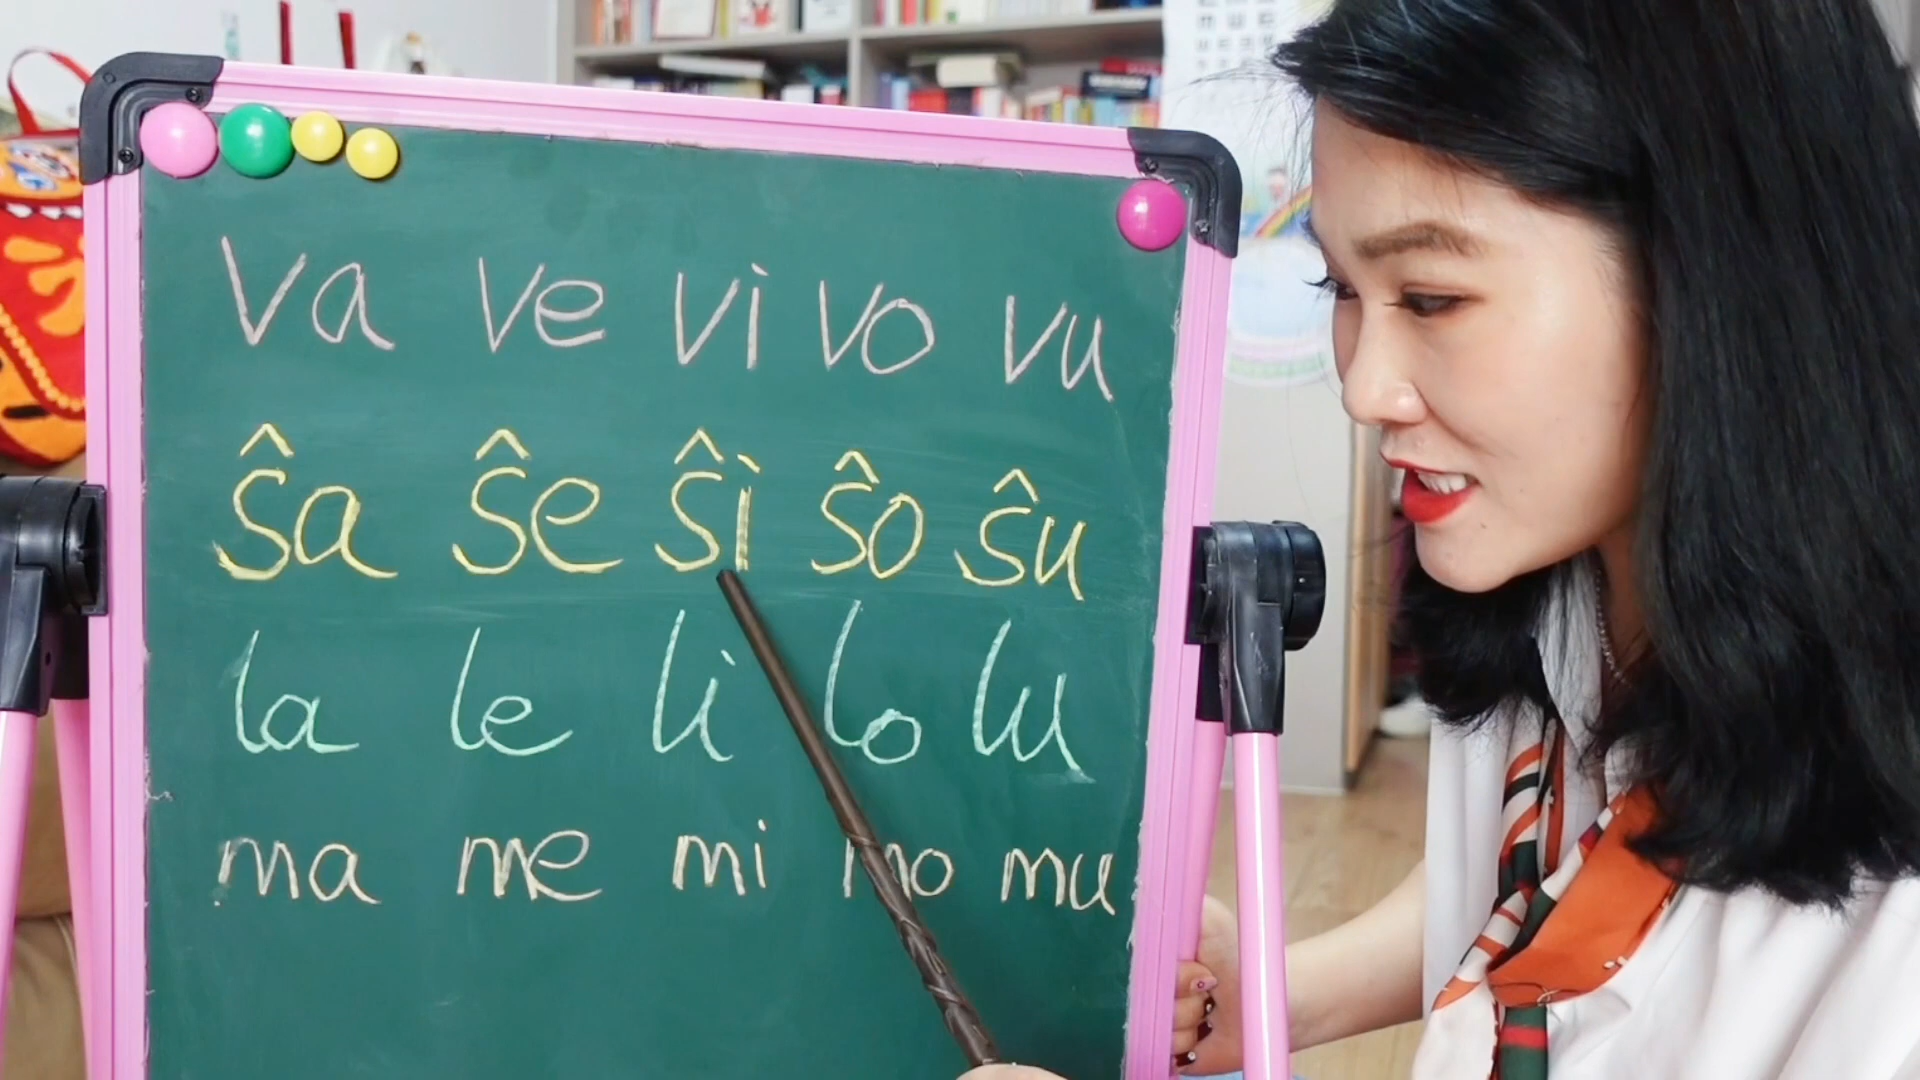 va ve vi vo vu
ŝa ŝe ŝi ŝo ŝu
la le li lo lu
ma me mi mo mu